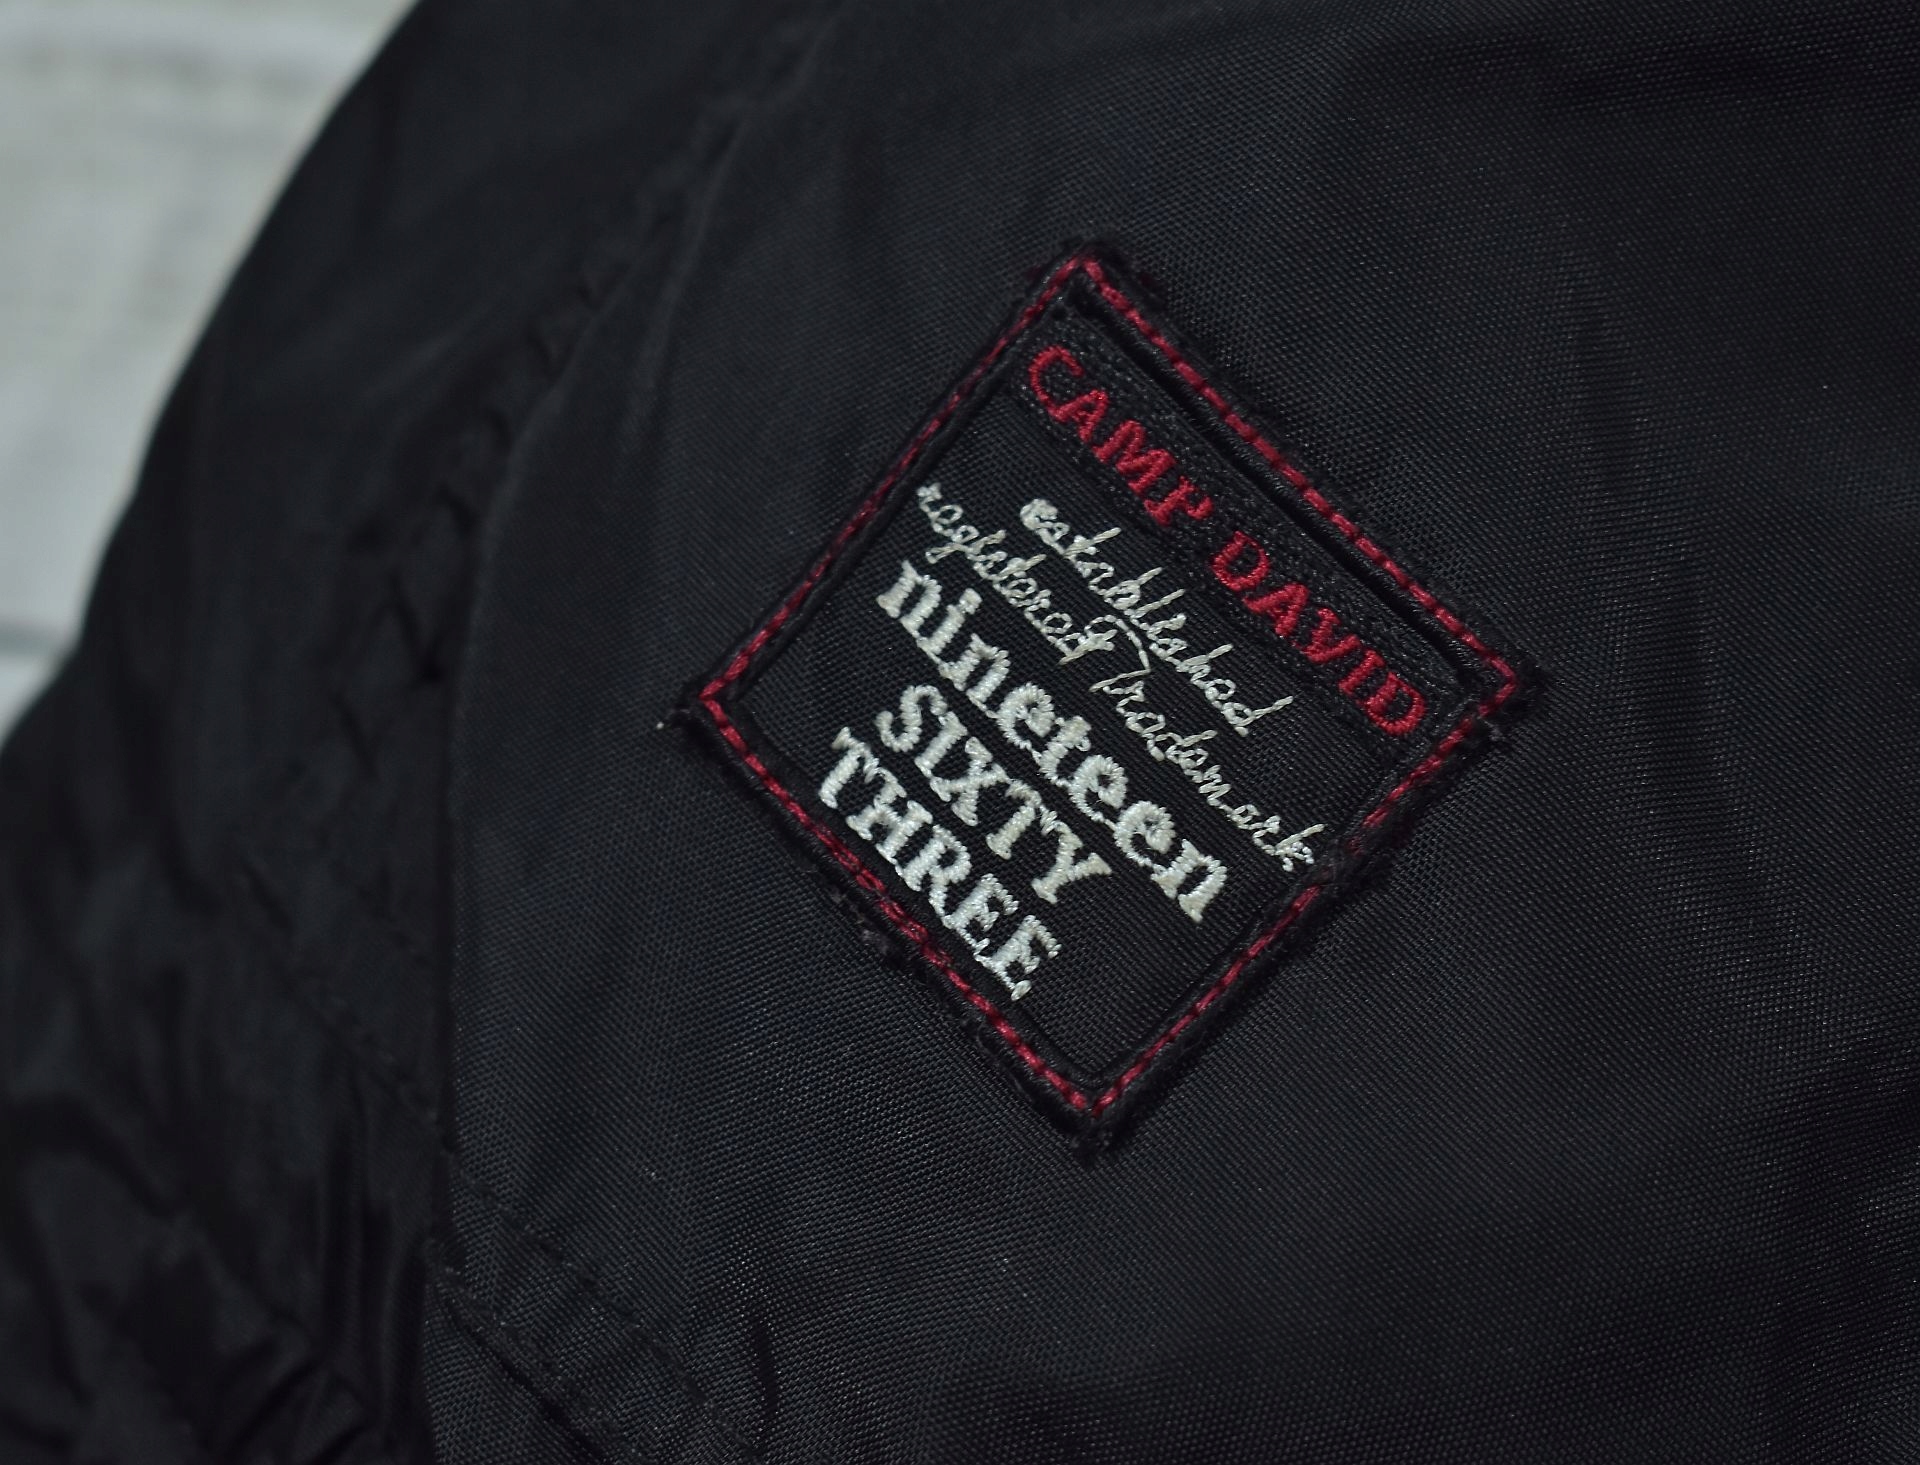 CAMP DAVID
established
registered Trademark
nineteen
SIXTY
THREE